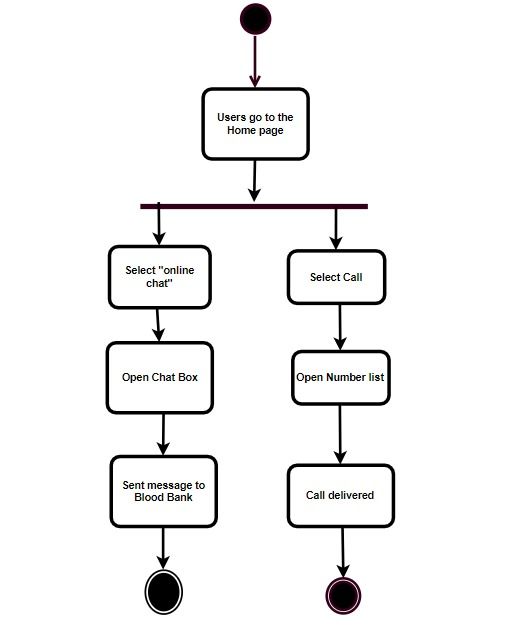 Users go to the
Home page
Select "online
chat"
Select Call
Open Chat Box
Open Number list
Sent message to
Blood Bank
Call delivered